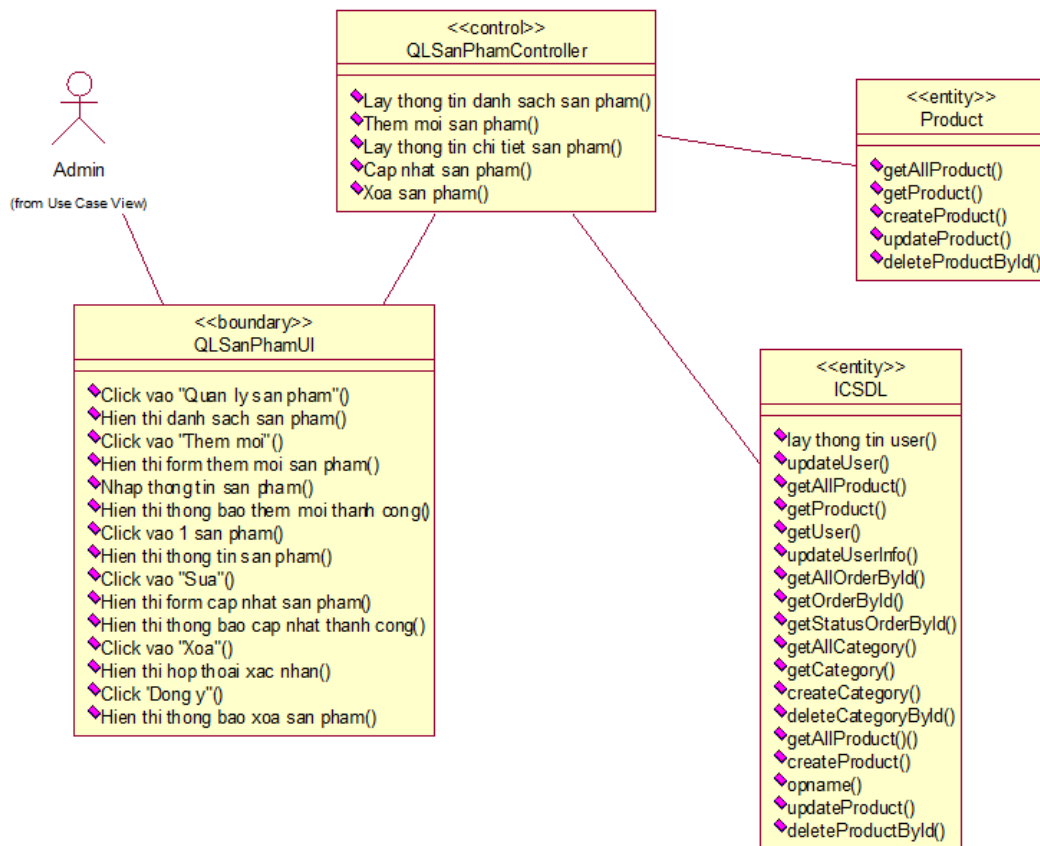 <<control>>
QLSanPhamController
Lay thong tin danh sach san pham()
Them moi san pham()
Lay thong tin chi tiet san pham()
Cap nhat san pham()
Xoa san pham()
Admin
(from Use Case View)
<<entity>>
Product
getAllProduct()
getProduct()
createProduct()
updateProduct()
deleteProductById()
<<boundary>>
QLSanPhamUI
Click vao "Quan ly san pham"()
Hien thi danh sach san pham()
Click vao "Them moi"()
Hien thi form them moi san pham()
Nhap thong tin san pham()
Hien thi thong bao them moi thanh cong()
Click vao 1 san pham()
Hien thi thong tin san pham()
Click vao "Sua"()
Hien thi form cap nhat san pham()
Hien thi thong bao cap nhat thanh cong()
Click vao "Xoa"()
Hien thi hop thoai xac nhan()
Click 'Dong y"()
Hien thi thong bao xoa san pham()
<<entity>>
ICSDL
lay thong tin user()
updateUser()
getAllProduct()
getProduct()
getUser()
updateUserInfo()
getAllOrderById()
getOrderById()
getStatusOrderById()
getAllCategory()
getCategory()
createCategory()
deleteCategoryById()
getAllProduct()()
createProduct()
opname()
updateProduct()
deleteProductById()